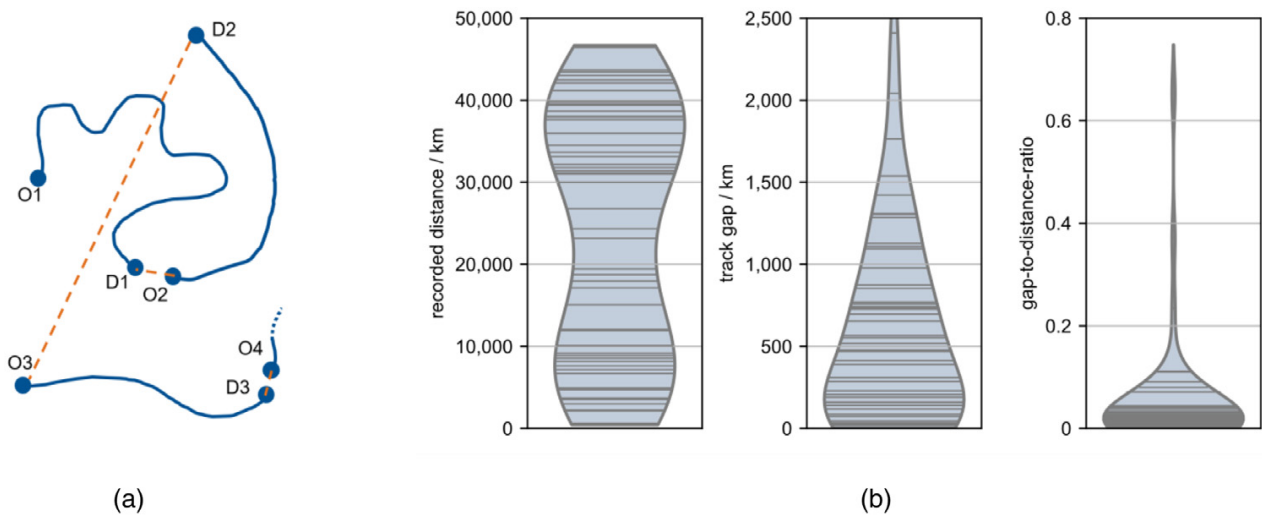 D2
O1
D1
O2
O3
O4
D3
(a)
recorded distance / km
50,000
40,000
30,000
20,000
10,000
0
track gap / km
2,500
2,000
1,500
1,000
500
0
gap-to-distance-ratio
0.8
0.6
0.4
0.2
0
(b)